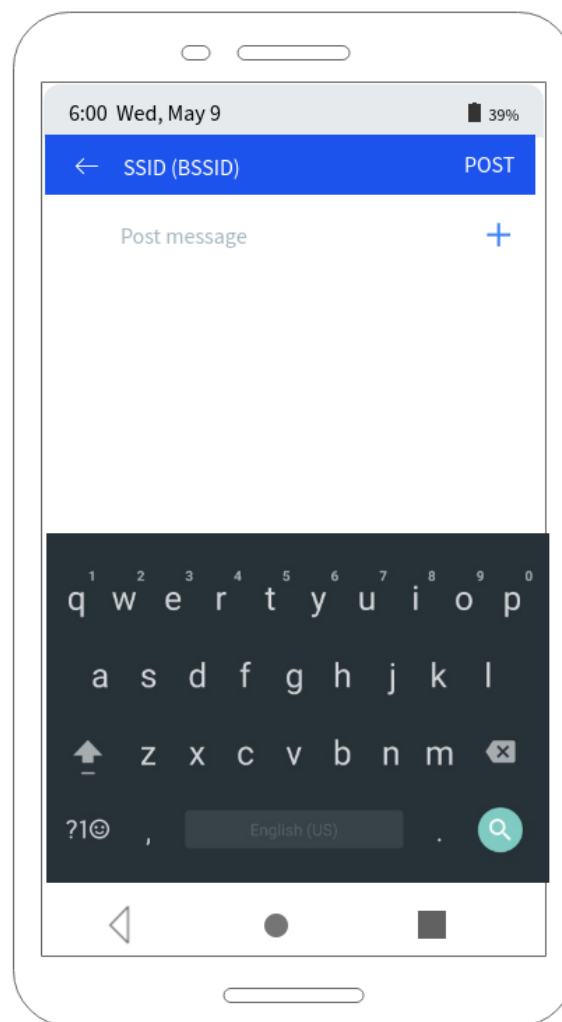 6:00 Wed, May 9 39%
← SSID (BSSID) POST
Post message +
1 2 3 4 5 6 7 8 9 0
q w e r t y u i o p
a s d f g h j k l
z x c v b n m
?1☺ , English (US) .